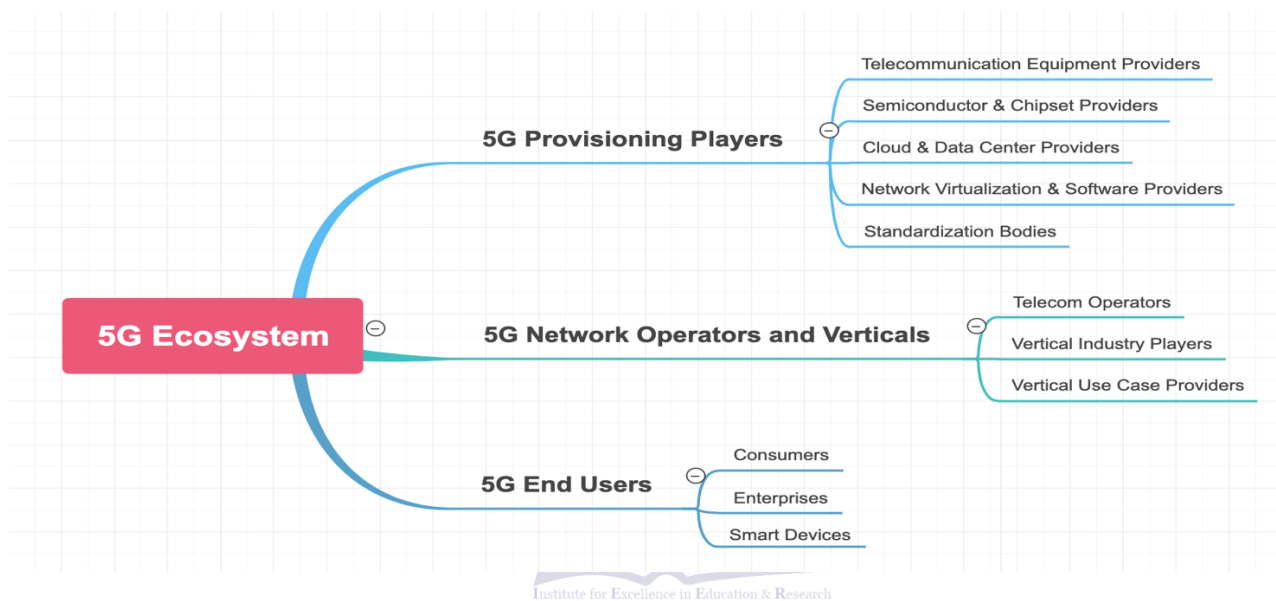 5G Ecosystem
5G Provisioning Players
Telecommunication Equipment Providers
Semiconductor & Chipset Providers
Cloud & Data Center Providers
Network Virtualization & Software Providers
Standardization Bodies
5G Network Operators and Verticals
Telecom Operators
Vertical Industry Players
Vertical Use Case Providers
5G End Users
Consumers
Enterprises
Smart Devices
Institute for Excellence in Education & Research